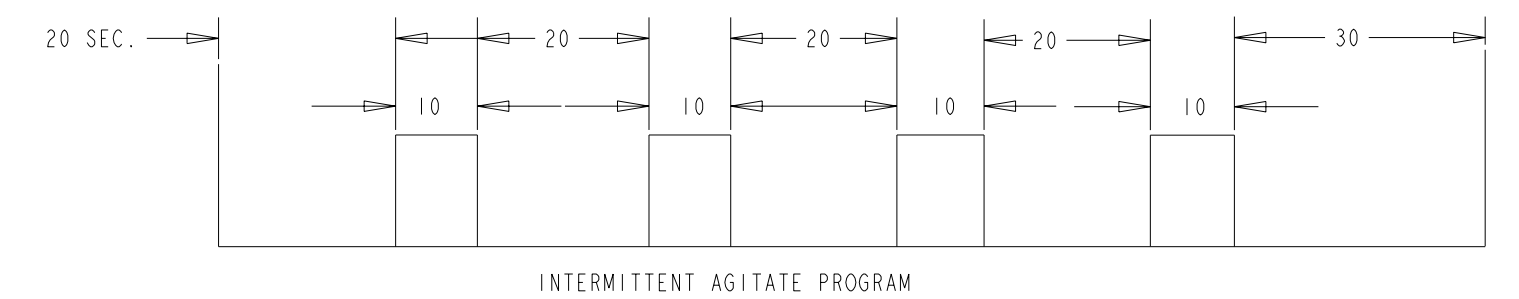 20 SEC. 20 20 20 30
10 10 10 10
INTERMITTENT AGITATE PROGRAM